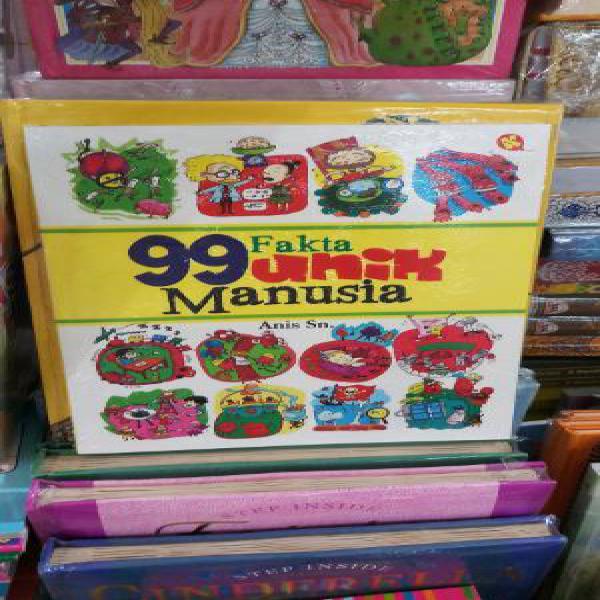 99 Fakta
unik
Manusia
Anis Sn.
STEP INSIDE
STEP INSIDE
CINDERELLA